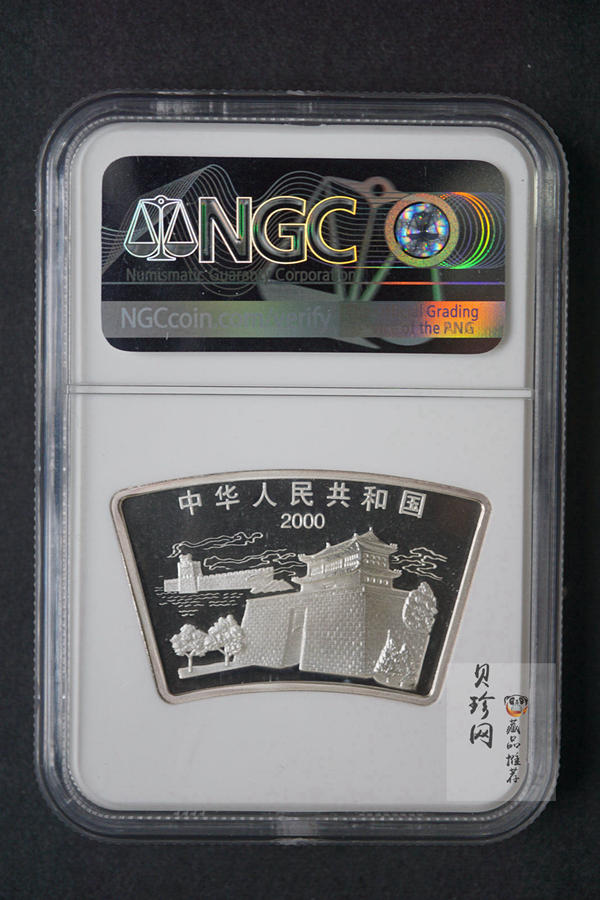 NGC
Numismatic Guaranty Corporation
NGCcoin.com/verify
Official Grading
of the PNG
中华人民共和国
2000
贝珍网
藏品推荐